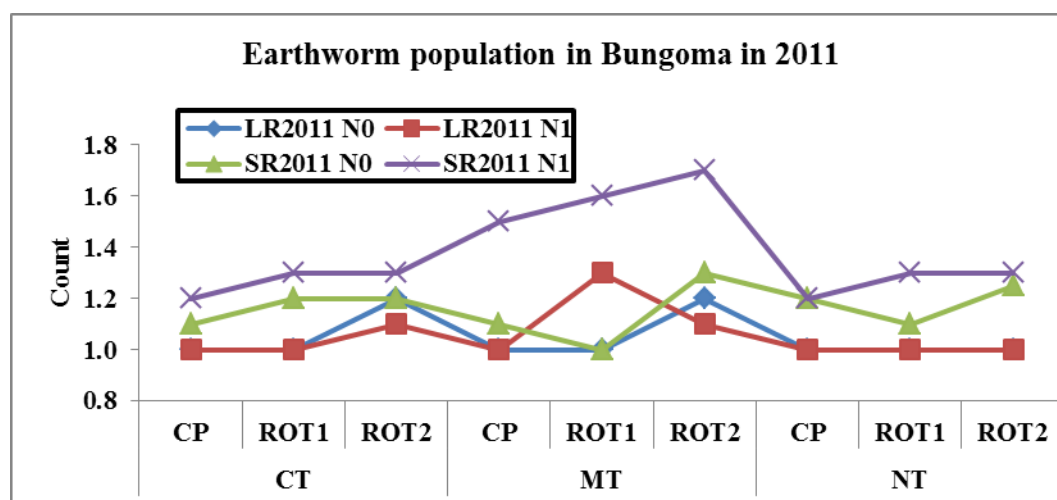 Earthworm population in Bungoma in 2011
LR2011 N0 LR2011 N1
SR2011 N0 SR2011 N1
Count
1.8
1.6
1.4
1.2
1.0
0.8
CP ROT1 ROT2 CP ROT1 ROT2 CP ROT1 ROT2
CT MT NT